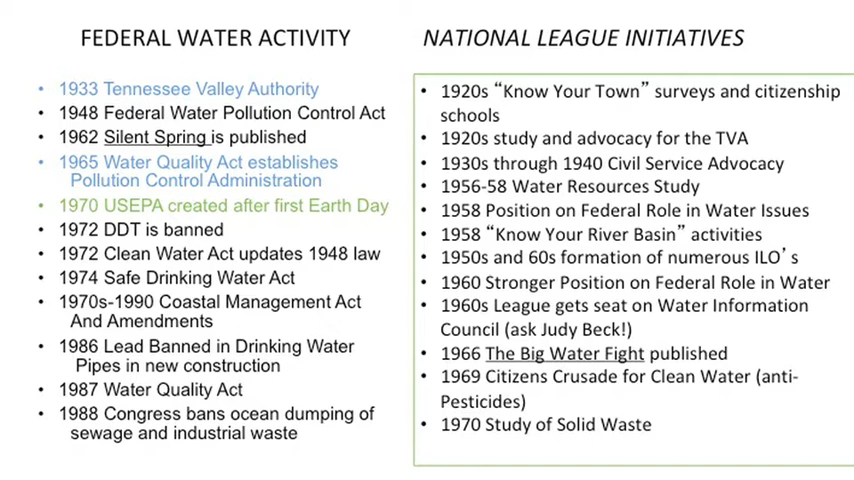 FEDERAL WATER ACTIVITY
• 1933 Tennessee Valley Authority
• 1948 Federal Water Pollution Control Act
• 1962 Silent Spring is published
• 1965 Water Quality Act establishes
Pollution Control Administration
• 1970 USEPA created after first Earth Day
• 1972 DDT is banned
• 1972 Clean Water Act updates 1948 law
• 1974 Safe Drinking Water Act
• 1970s-1990 Coastal Management Act
And Amendments
• 1986 Lead Banned in Drinking Water
Pipes in new construction
• 1987 Water Quality Act
• 1988 Congress bans ocean dumping of
sewage and industrial waste
NATIONAL LEAGUE INITIATIVES
• 1920s “Know Your Town” surveys and citizenship
schools
• 1920s study and advocacy for the TVA
• 1930s through 1940 Civil Service Advocacy
• 1956-58 Water Resources Study
• 1958 Position on Federal Role in Water Issues
• 1958 “Know Your River Basin” activities
• 1950s and 60s formation of numerous ILO’s
• 1960 Stronger Position on Federal Role in Water
• 1960s League gets seat on Water Information
Council (ask Judy Beck!)
• 1966 The Big Water Fight published
• 1969 Citizens Crusade for Clean Water (anti-
Pesticides)
• 1970 Study of Solid Waste